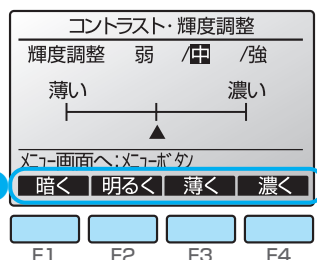 コントラスト・輝度調整
輝度調整 弱 /中 /強
薄い 濃い
メニュー画面へ:メニューボタン
暗く 明るく 薄く 濃く
F1 F2 F3 F4